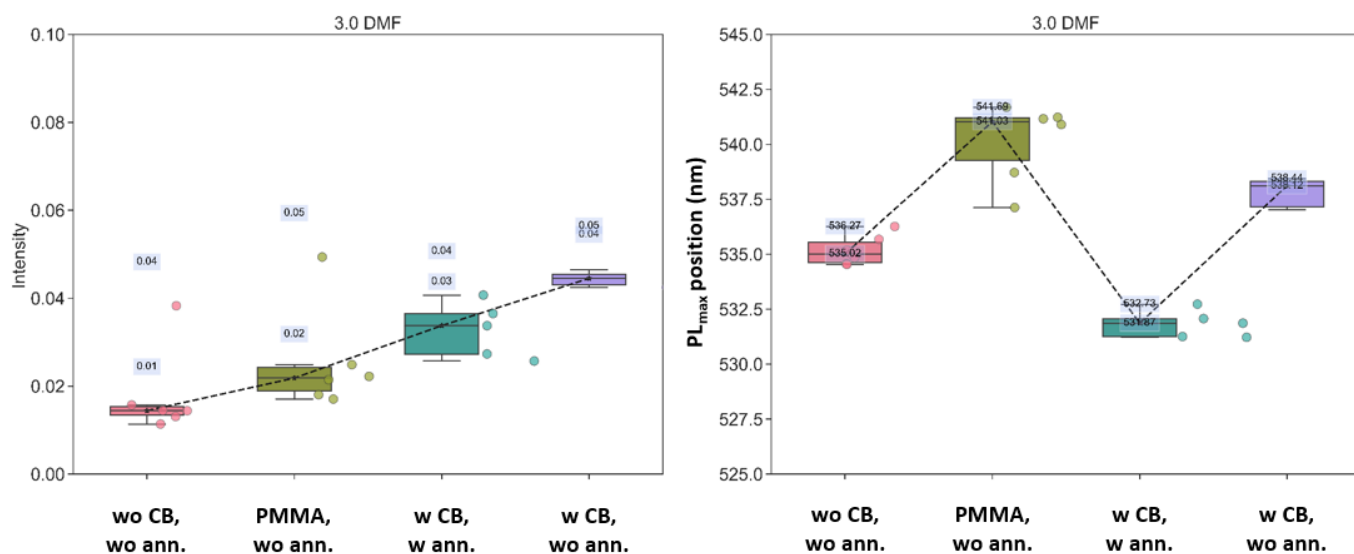 3.0 DMF
Intensity
0.10
0.08
0.06
0.04
0.02
0.00
0.04
0.01
0.05
0.02
0.04
0.03
0.05
0.04
wo CB,
wo ann.
PMMA,
wo ann.
w CB,
w ann.
w CB,
wo ann.
3.0 DMF
PLmax position (nm)
545.0
542.5
540.0
537.5
535.0
532.5
530.0
527.5
525.0
536.27
535.02
541.69
541.03
532.73
531.87
538.44
538.12
wo CB,
wo ann.
PMMA,
wo ann.
w CB,
w ann.
w CB,
wo ann.